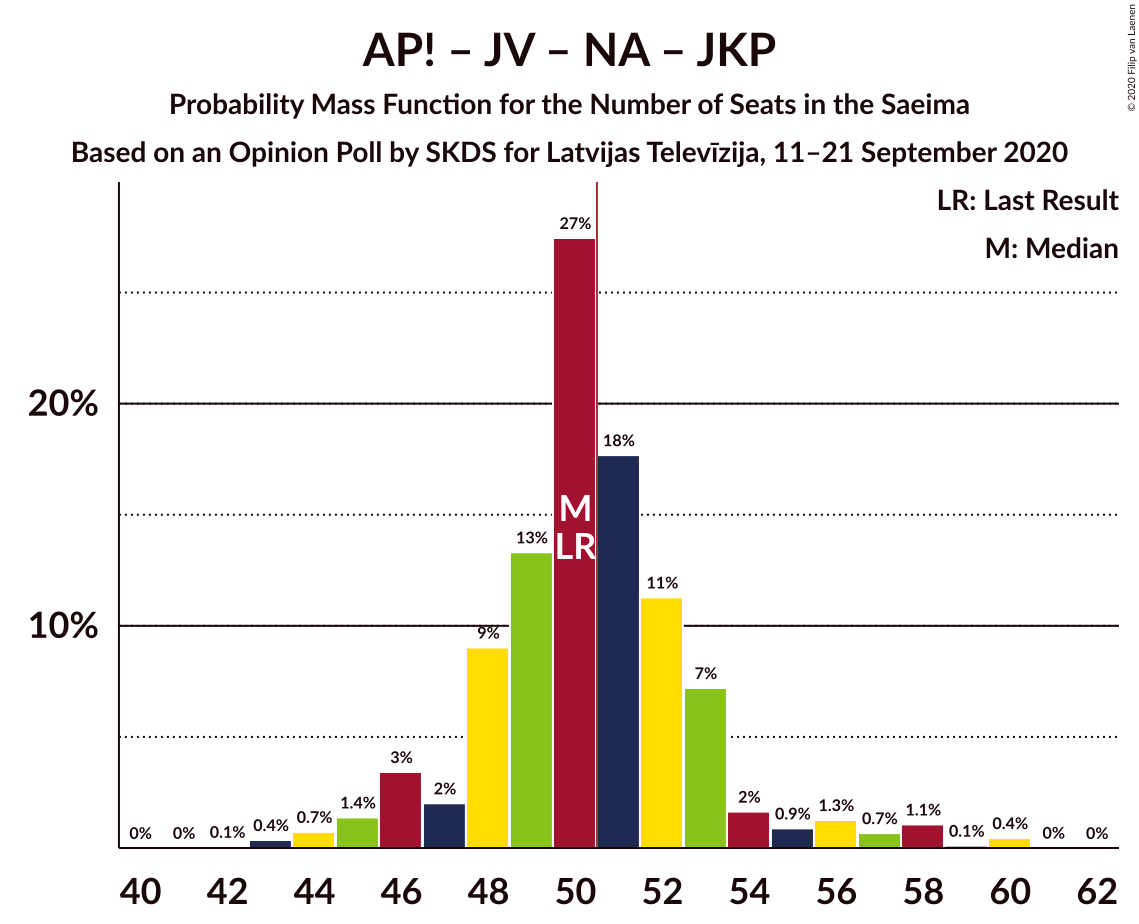 AP! – JV – NA – JKP
Probability Mass Function for the Number of Seats in the Saeima
Based on an Opinion Poll by SKDS for Latvijas Televīzija, 11–21 September 2020
© 2020 Filip van Laenen
LR: Last Result
M: Median
20%
10%
0%
0%
0.1%
0.4%
0.7%
1.4%
3%
2%
9%
13%
27%
18%
11%
7%
2%
0.9%
1.3%
0.7%
1.1%
0.1%
0.4%
0%
0%
M
LR
40 42 44 46 48 50 52 54 56 58 60 62